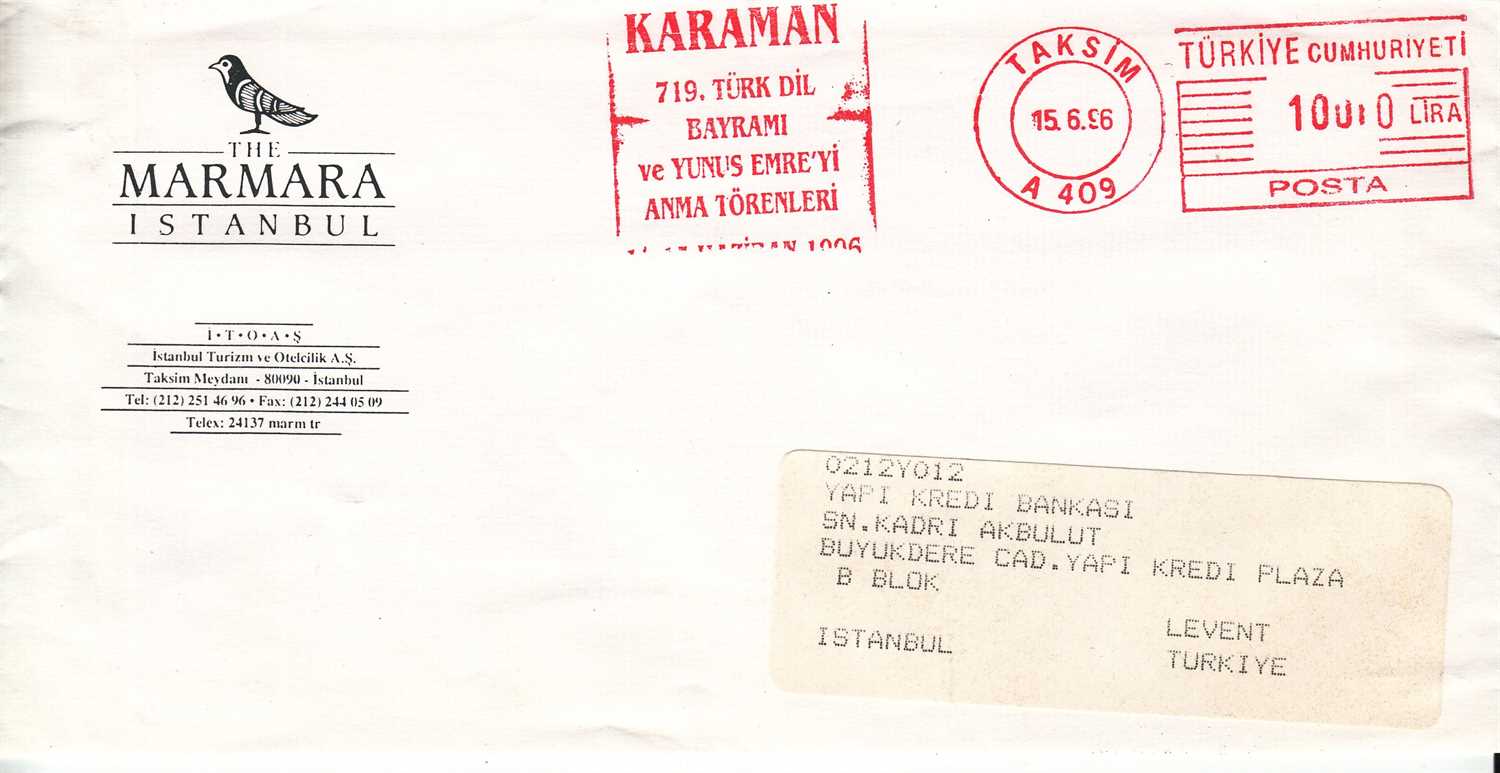 THE
MARMARA
ISTANBUL
İ•T•O•A•Ş
İstanbul Turizm ve Otelcilik A.Ş.
Taksim Meydanı - 80090 - İstanbul
Tel: (212) 251 46 96 • Fax: (212) 244 05 09
Telex: 24137 marm tr
KARAMAN
719. TÜRK DİL
BAYRAMI
ve YUNUS EMRE'Yİ
ANMA TÖRENLERİ
HAZİRAN 1996
TAKSİM
15.6.96
A 409
TÜRKİYE CUMHURİYETİ
LİRA
POSTA
0212Y012
YAPI KREDI BANKASI
SN.KADRI AKBULUT
BUYUKDERE CAD.YAPI KREDI PLAZA
B BLOK
LEVENT
ISTANBUL
TURKIYE